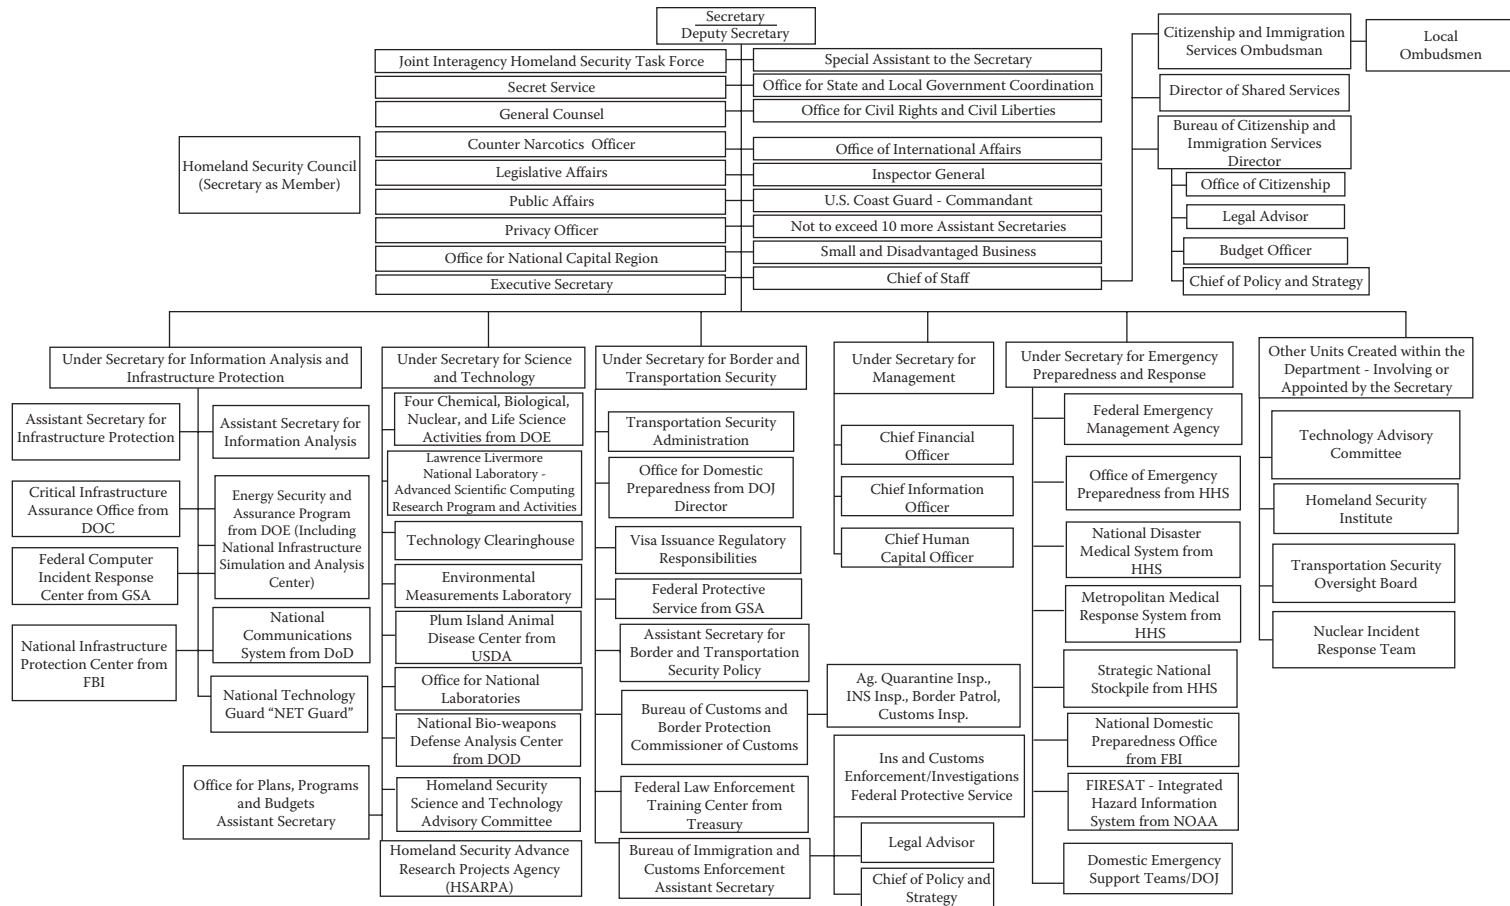 Secretary
Deputy Secretary
Joint Interagency Homeland Security Task Force
Secret Service
General Counsel
Counter Narcotics Officer
Legislative Affairs
Public Affairs
Privacy Officer
Office for National Capital Region
Executive Secretary
Special Assistant to the Secretary
Office for State and Local Government Coordination
Office for Civil Rights and Civil Liberties
Office of International Affairs
Inspector General
U.S. Coast Guard - Commandant
Not to exceed 10 more Assistant Secretaries
Small and Disadvantaged Business
Chief of Staff
Homeland Security Council
(Secretary as Member)
Citizenship and Immigration
Services Ombudsman
Local
Ombudsmen
Director of Shared Services
Bureau of Citizenship and
Immigration Services
Director
Office of Citizenship
Legal Advisor
Budget Officer
Chief of Policy and Strategy
Under Secretary for Information Analysis and
Infrastructure Protection
Assistant Secretary for
Infrastructure Protection
Assistant Secretary for
Information Analysis
Critical Infrastructure
Assurance Office from
DOC
Energy Security and
Assurance Program
from DOE (Including
National Infrastructure
Simulation and Analysis
Center)
Federal Computer
Incident Response
Center from GSA
National
Communications
System from DoD
National Infrastructure
Protection Center from
FBI
National Technology
Guard “NET Guard”
Under Secretary for Science
and Technology
Four Chemical, Biological,
Nuclear, and Life Science
Activities from DOE
Lawrence Livermore
National Laboratory -
Advanced Scientific Computing
Research Program and Activities
Technology Clearinghouse
Environmental
Measurements Laboratory
Plum Island Animal
Disease Center from
USDA
Office for National
Laboratories
National Bio-weapons
Defense Analysis Center
from DOD
Office for Plans, Programs
and Budgets
Assistant Secretary
Homeland Security
Science and Technology
Advisory Committee
Homeland Security Advance
Research Projects Agency
(HSARPA)
Under Secretary for Border and
Transportation Security
Transportation Security
Administration
Office for Domestic
Preparedness from DOJ
Director
Visa Issuance Regulatory
Responsibilities
Federal Protective
Service from GSA
Assistant Secretary for
Border and Transportation
Security Policy
Bureau of Customs and
Border Protection
Commissioner of Customs
Ag. Quarantine Insp.,
INS Insp., Border Patrol,
Customs Insp.
Federal Law Enforcement
Training Center from
Treasury
Bureau of Immigration and
Customs Enforcement
Assistant Secretary
Ins and Customs
Enforcement/Investigations
Federal Protective Service
Legal Advisor
Chief of Policy and
Strategy
Under Secretary for
Management
Chief Financial
Officer
Chief Information
Officer
Chief Human
Capital Officer
Under Secretary for Emergency
Preparedness and Response
Federal Emergency
Management Agency
Office of Emergency
Preparedness from HHS
National Disaster
Medical System from
HHS
Metropolitan Medical
Response System from
HHS
Strategic National
Stockpile from HHS
National Domestic
Preparedness Office
from FBI
FIRESAT - Integrated
Hazard Information
System from NOAA
Domestic Emergency
Support Teams/DOJ
Other Units Created within the
Department - Involving or
Appointed by the Secretary
Technology Advisory
Committee
Homeland Security
Institute
Transportation Security
Oversight Board
Nuclear Incident
Response Team